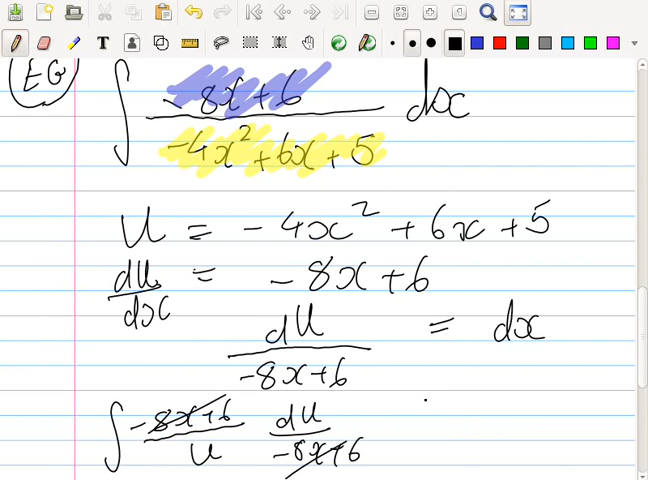 EG
∫ -8x+6 / -4x²+6x+5 dx
U = -4x² + 6x + 5
du/dx = -8x+6
du / -8x+6 = dx
∫ -8x+6 / u du / -8x+6